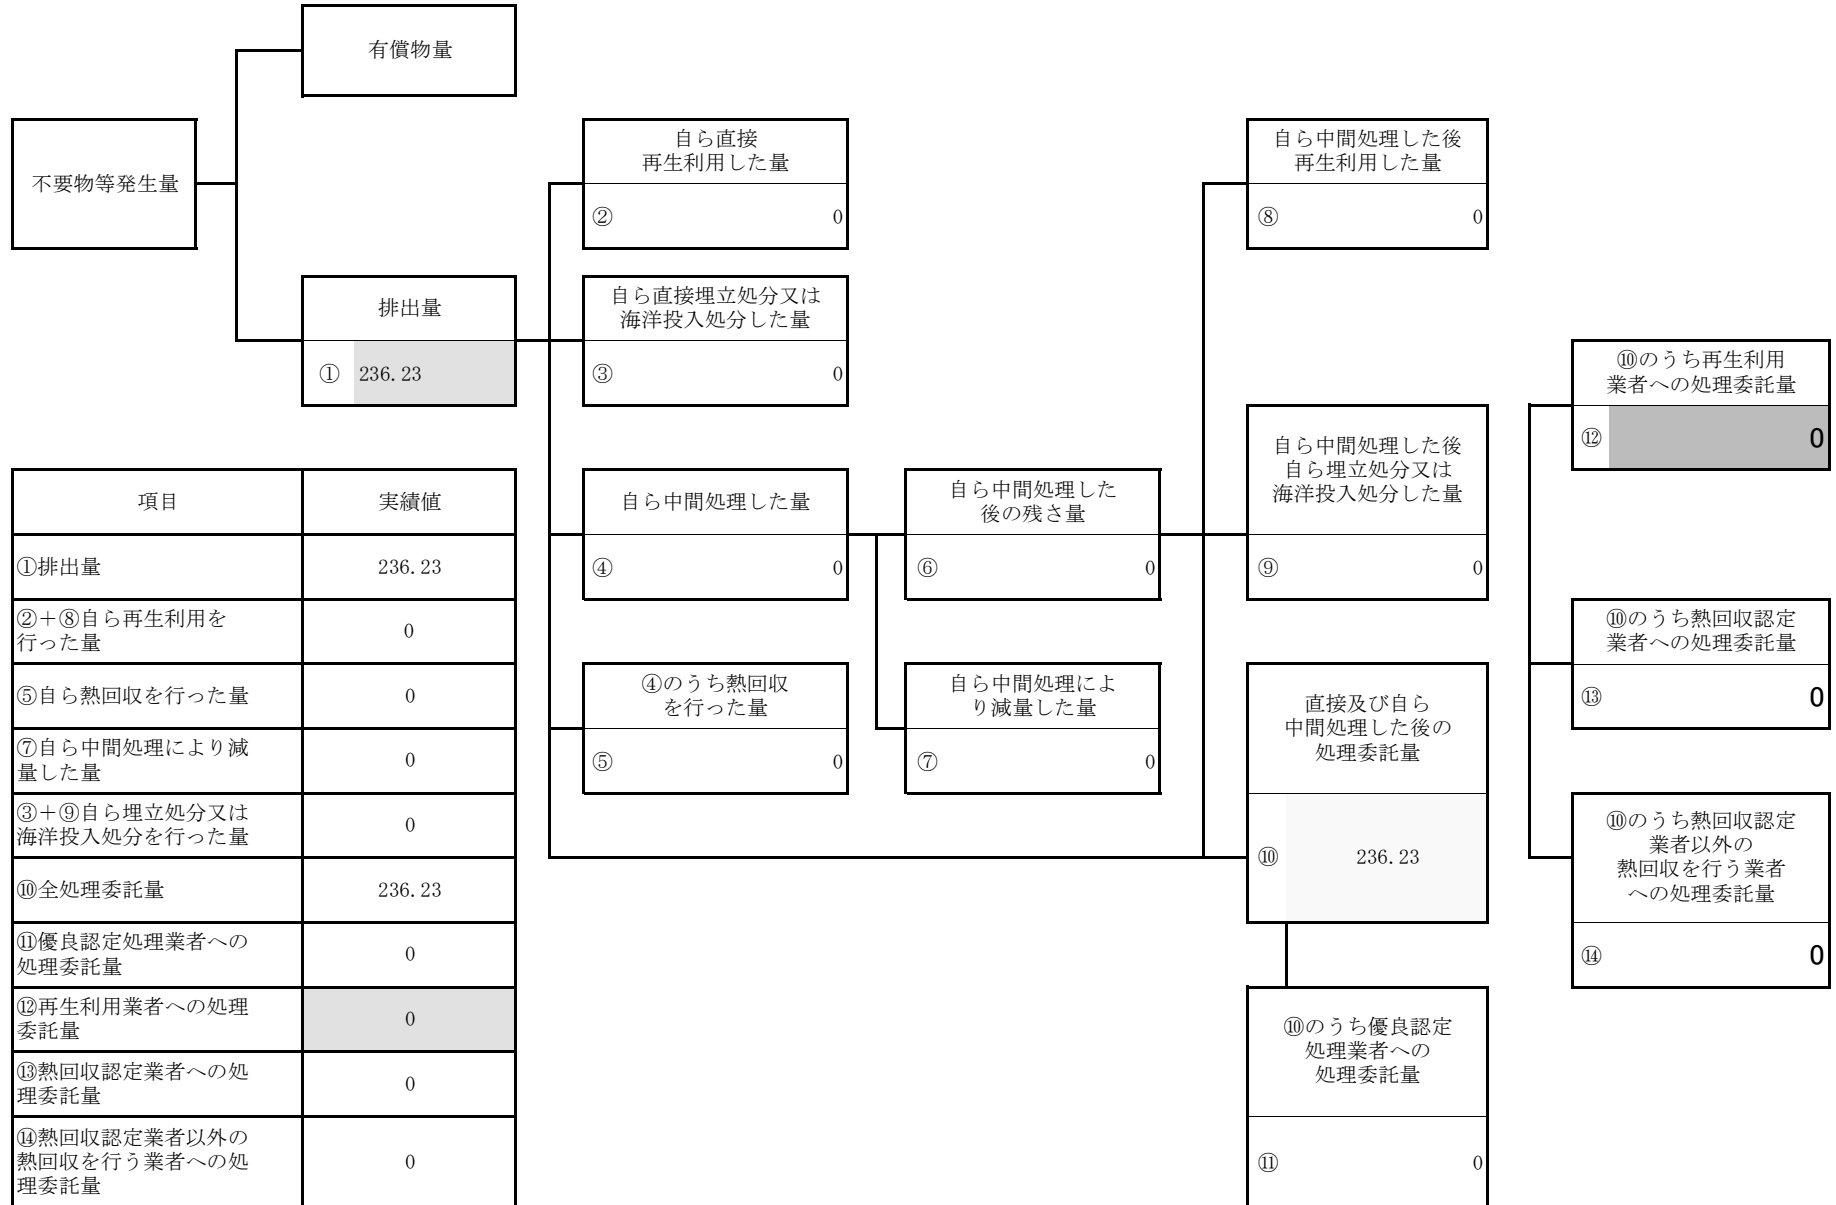 有償物量
不要物等発生量
排出量
① 236.23
自ら直接
再生利用した量
② 0
自ら直接埋立処分又は
海洋投入処分した量
③ 0
自ら中間処理した量
④ 0
④のうち熱回収
を行った量
⑤ 0
自ら中間処理した
後の残さ量
⑥ 0
自ら中間処理によ
り減量した量
⑦ 0
自ら中間処理した後
再生利用した量
⑧ 0
自ら中間処理した後
自ら埋立処分又は
海洋投入処分した量
⑨ 0
直接及び自ら
中間処理した後の
処理委託量
⑩ 236.23
⑩のうち優良認定
処理業者への
処理委託量
⑪ 0
⑩のうち再生利用
業者への処理委託量
⑫ 0
⑩のうち熱回収認定
業者への処理委託量
⑬ 0
⑩のうち熱回収認定
業者以外の
熱回収を行う業者
への処理委託量
⑭ 0
項目 実績値
①排出量 236.23
②＋⑧自ら再生利用を
行った量 0
⑤自ら熱回収を行った量 0
⑦自ら中間処理により減
量した量 0
③＋⑨自ら埋立処分又は
海洋投入処分を行った量 0
⑩全処理委託量 236.23
⑪優良認定処理業者への
処理委託量 0
⑫再生利用業者への処理
委託量 0
⑬熱回収認定業者への処
理委託量 0
⑭熱回収認定業者以外の
熱回収を行う業者への処
理委託量 0